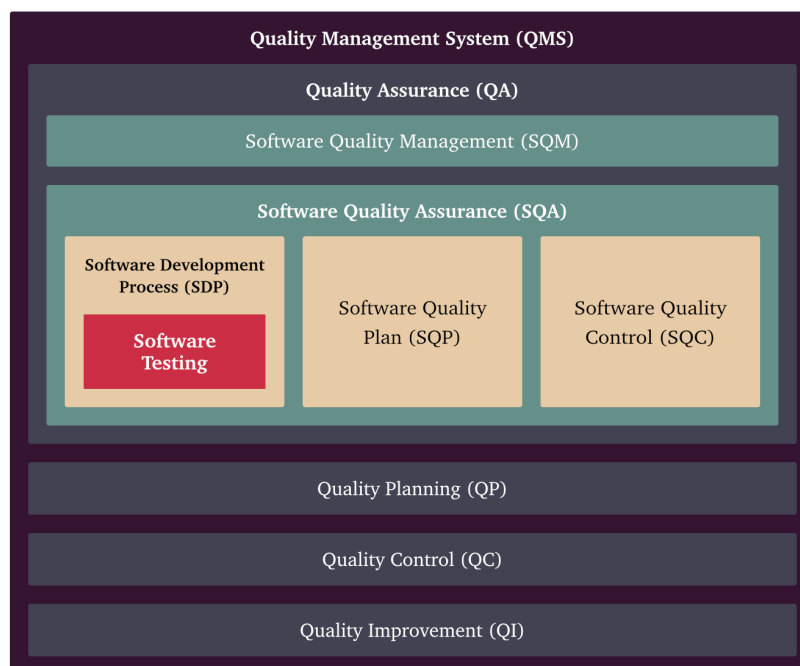 Quality Management System (QMS)
Quality Assurance (QA)
Software Quality Management (SQM)
Software Quality Assurance (SQA)
Software Development
Process (SDP)
Software
Testing
Software Quality
Plan (SQP)
Software Quality
Control (SQC)
Quality Planning (QP)
Quality Control (QC)
Quality Improvement (QI)